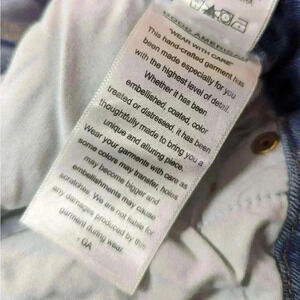 GOOD AMERICAN
"WEAR WITH CARE"
This hand-crafted garment has
been made especially for you
with the highest level of detail.
Whether it has been
embellished, coated, color
treated or distressed, it has been
thoughtfully made to bring you a
unique and alluring piece.
Wear your garments with care as
some colors may transfer, holes
may become bigger and
embellishments may cause
scratches. We are not liable for
any damages produced by this
garment during wear.
- GA